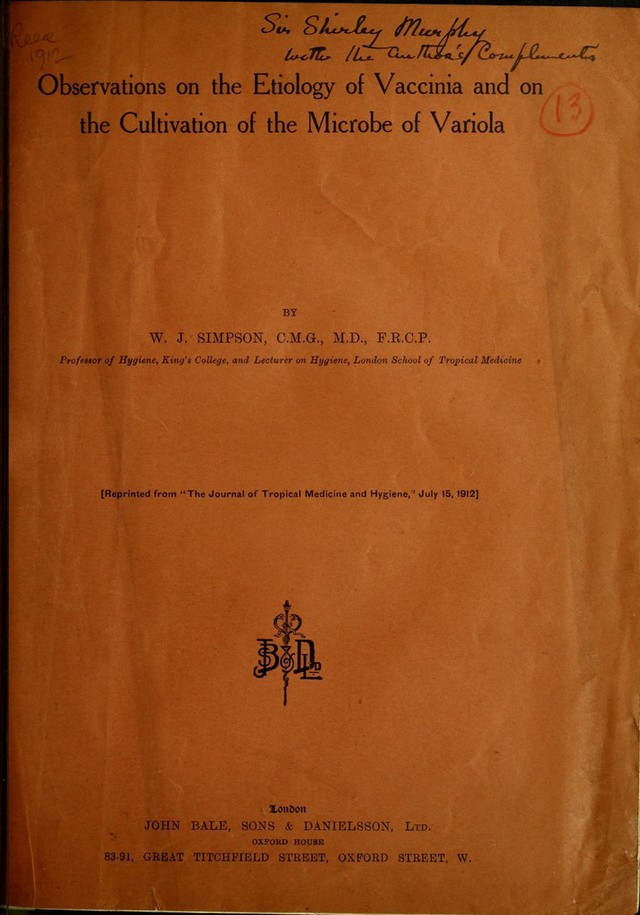 Sir Shirley Murphy
with the author's Compliments
Reece
1912
Observations on the Etiology of Vaccinia and on
the Cultivation of the Microbe of Variola
13
BY
W. J. SIMPSON, C.M.G., M.D., F.R.C.P.
Professor of Hygiene, King's College, and Lecturer on Hygiene, London School of Tropical Medicine
[Reprinted from "The Journal of Tropical Medicine and Hygiene," July 15, 1912]
JB&DLD
London
JOHN BALE, SONS & DANIELSSON, LTD.
OXFORD HOUSE
83-91, GREAT TITCHFIELD STREET, OXFORD STREET, W.